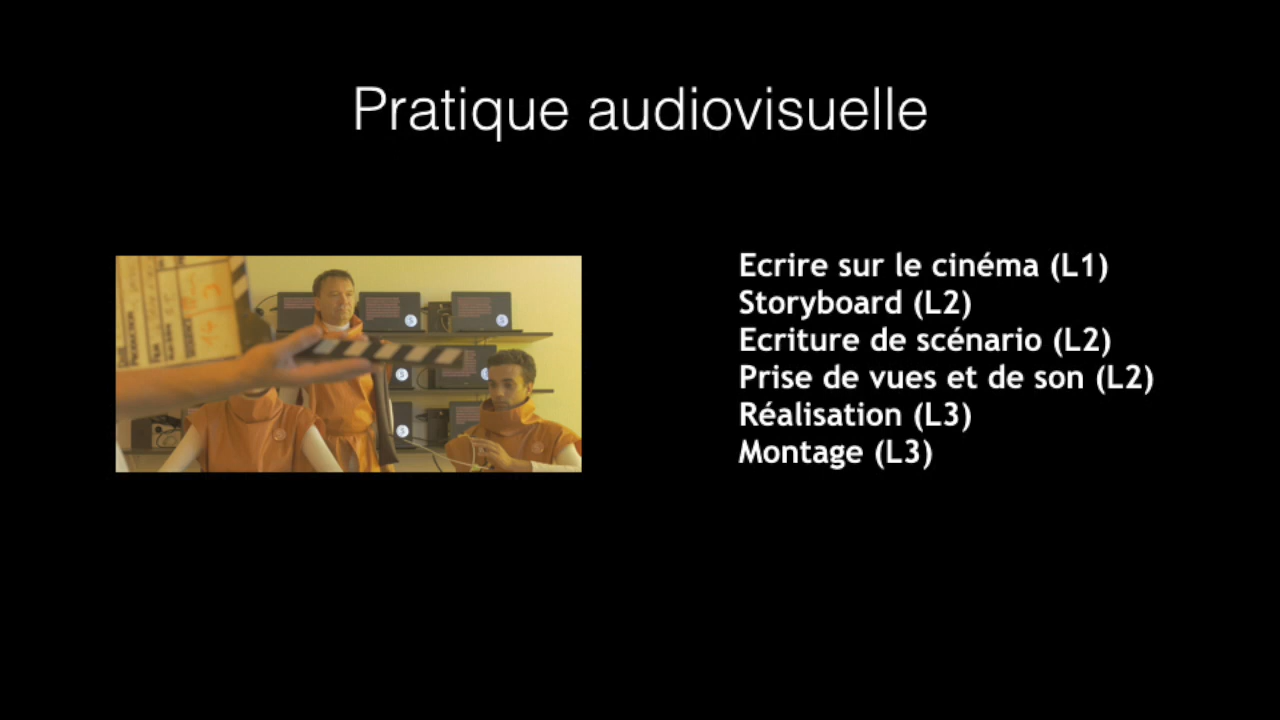 Pratique audiovisuelle
Ecrire sur le cinéma (L1)
Storyboard (L2)
Ecriture de scénario (L2)
Prise de vues et de son (L2)
Réalisation (L3)
Montage (L3)